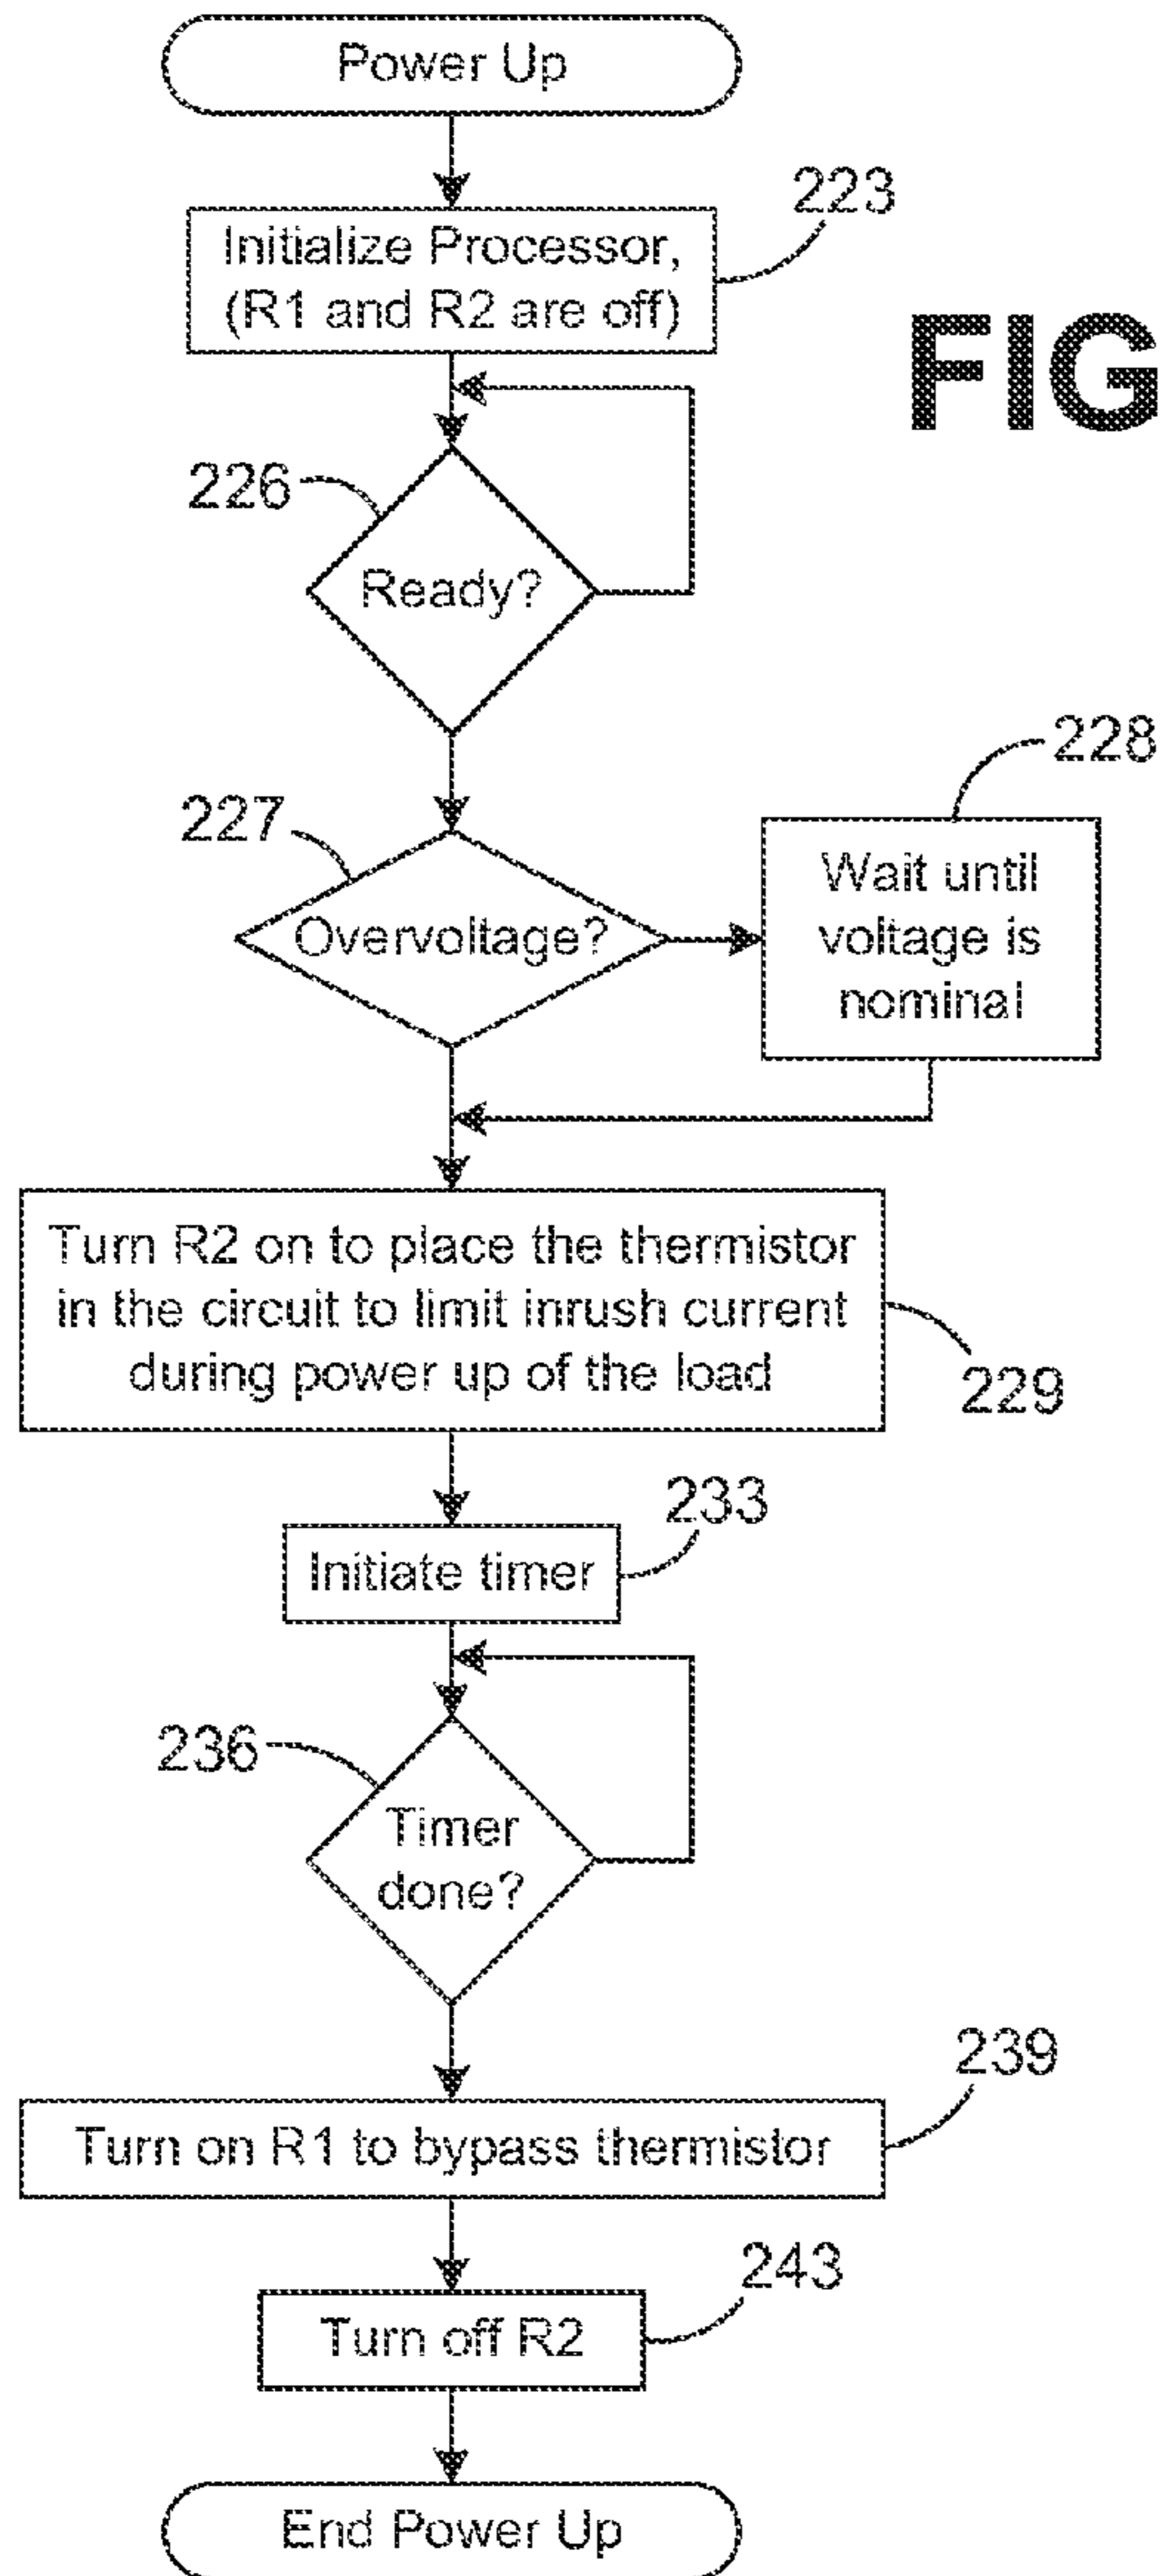 Power Up
223
Initialize Processor,
(R1 and R2 are off)
FIG
226
Ready?
228
227
Overvoltage?
Wait until
voltage is
nominal
Turn R2 on to place the thermistor
in the circuit to limit inrush current
during power up of the load
229
233
Initiate timer
236
Timer
done?
239
Turn on R1 to bypass thermistor
243
Turn off R2
End Power Up